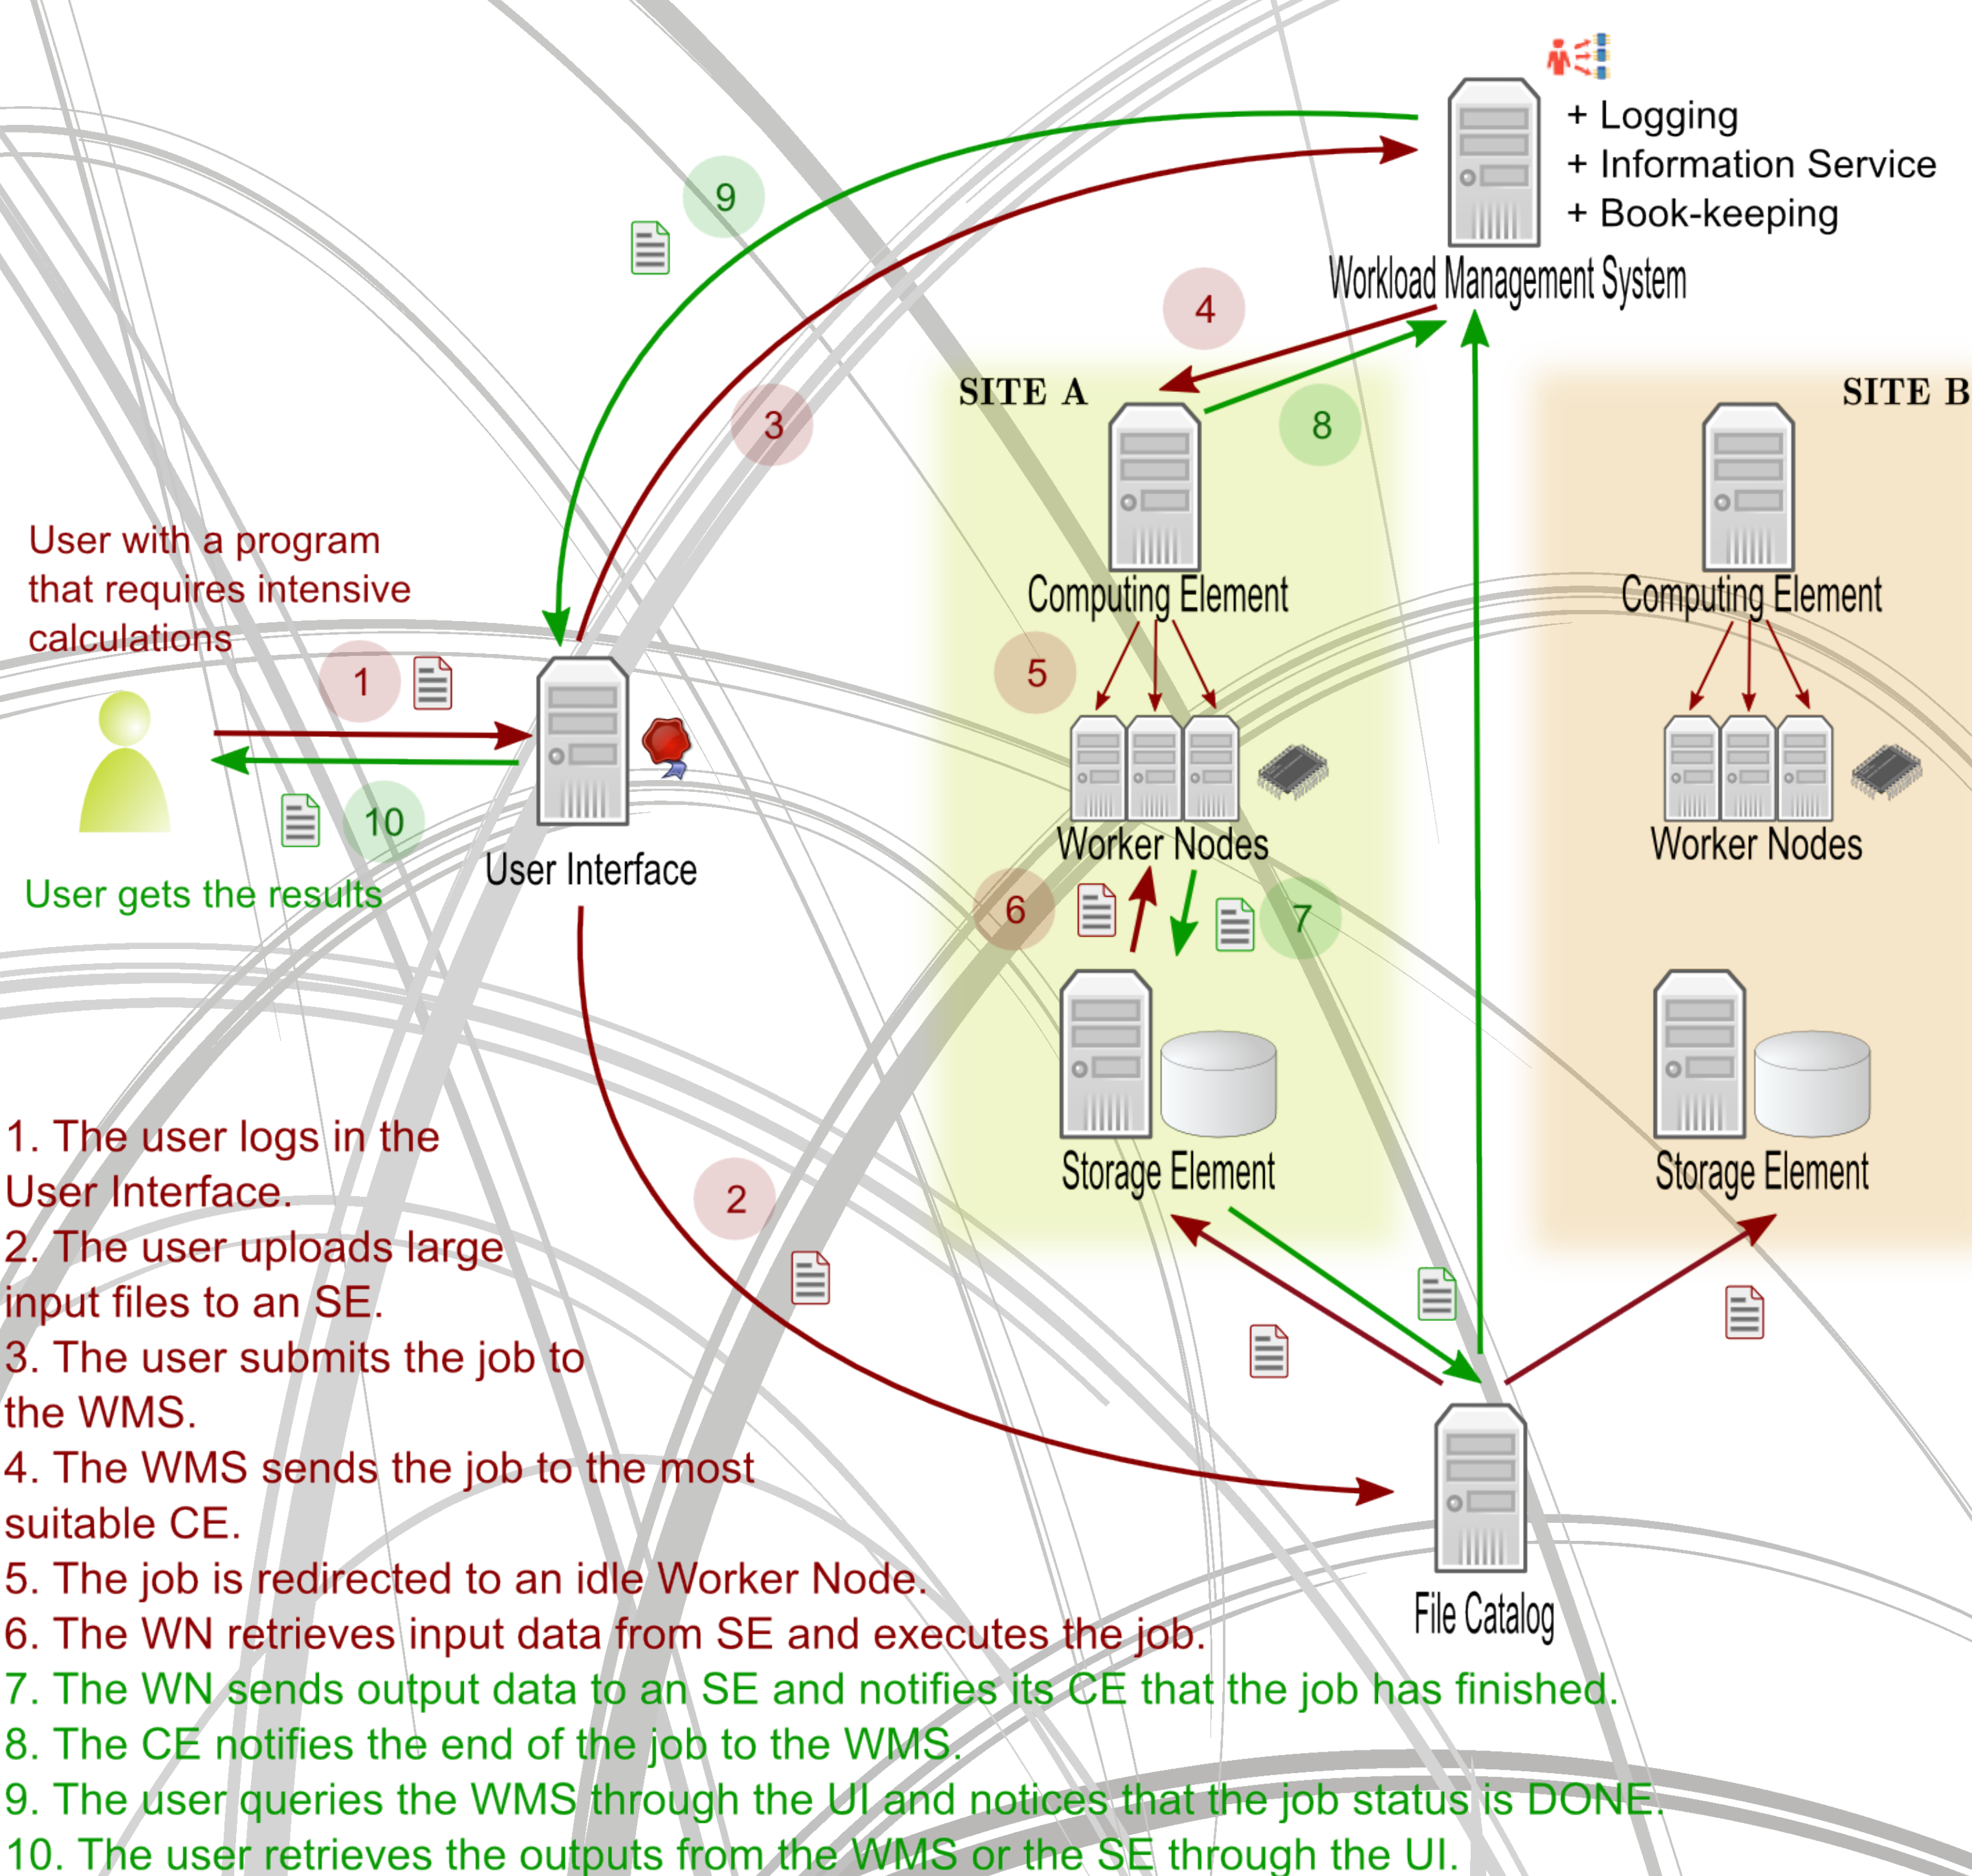 + Logging
+ Information Service
+ Book-keeping
Workload Management System
9
4
3
8
SITE A
SITE B
User with a program
that requires intensive
calculations
Computing Element
Computing Element
1
5
10
User Interface
Worker Nodes
Worker Nodes
User gets the results
6
7
Storage Element
Storage Element
2
File Catalog
1. The user logs in the
User Interface.
2. The user uploads large
input files to an SE.
3. The user submits the job to
the WMS.
4. The WMS sends the job to the most
suitable CE.
5. The job is redirected to an idle Worker Node.
6. The WN retrieves input data from SE and executes the job.
7. The WN sends output data to an SE and notifies its CE that the job has finished.
8. The CE notifies the end of the job to the WMS.
9. The user queries the WMS through the UI and notices that the job status is DONE.
10. The user retrieves the outputs from the WMS or the SE through the UI.